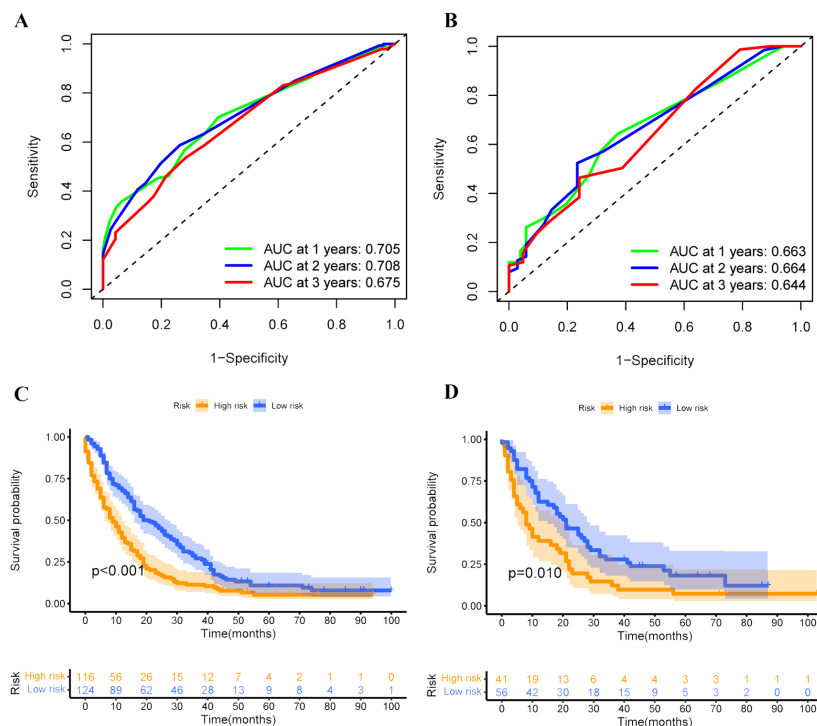 A
Sensitivity
0.0 0.2 0.4 0.6 0.8 1.0
AUC at 1 years: 0.705
AUC at 2 years: 0.708
AUC at 3 years: 0.675
0.0 0.2 0.4 0.6 0.8 1.0
1−Specificity
B
Sensitivity
0.0 0.2 0.4 0.6 0.8 1.0
AUC at 1 years: 0.663
AUC at 2 years: 0.664
AUC at 3 years: 0.644
0.0 0.2 0.4 0.6 0.8 1.0
1−Specificity
C
Risk High risk Low risk
Survival probability
1.00
0.75
0.50
0.25
0.00
p<0.001
0 10 20 30 40 50 60 70 80 90 100
Time(months)
Risk
High risk 116 56 26 15 12 7 4 2 1 1 0
Low risk 124 89 62 46 28 13 9 8 4 3 1
0 10 20 30 40 50 60 70 80 90 100
Time(months)
D
Risk High risk Low risk
Survival probability
1.00
0.75
0.50
0.25
0.00
p=0.010
0 10 20 30 40 50 60 70 80 90 100
Time(months)
Risk
High risk 41 19 13 6 4 4 3 3 1 1 1
Low risk 56 42 30 18 15 9 5 3 2 0 0
0 10 20 30 40 50 60 70 80 90 100
Time(months)